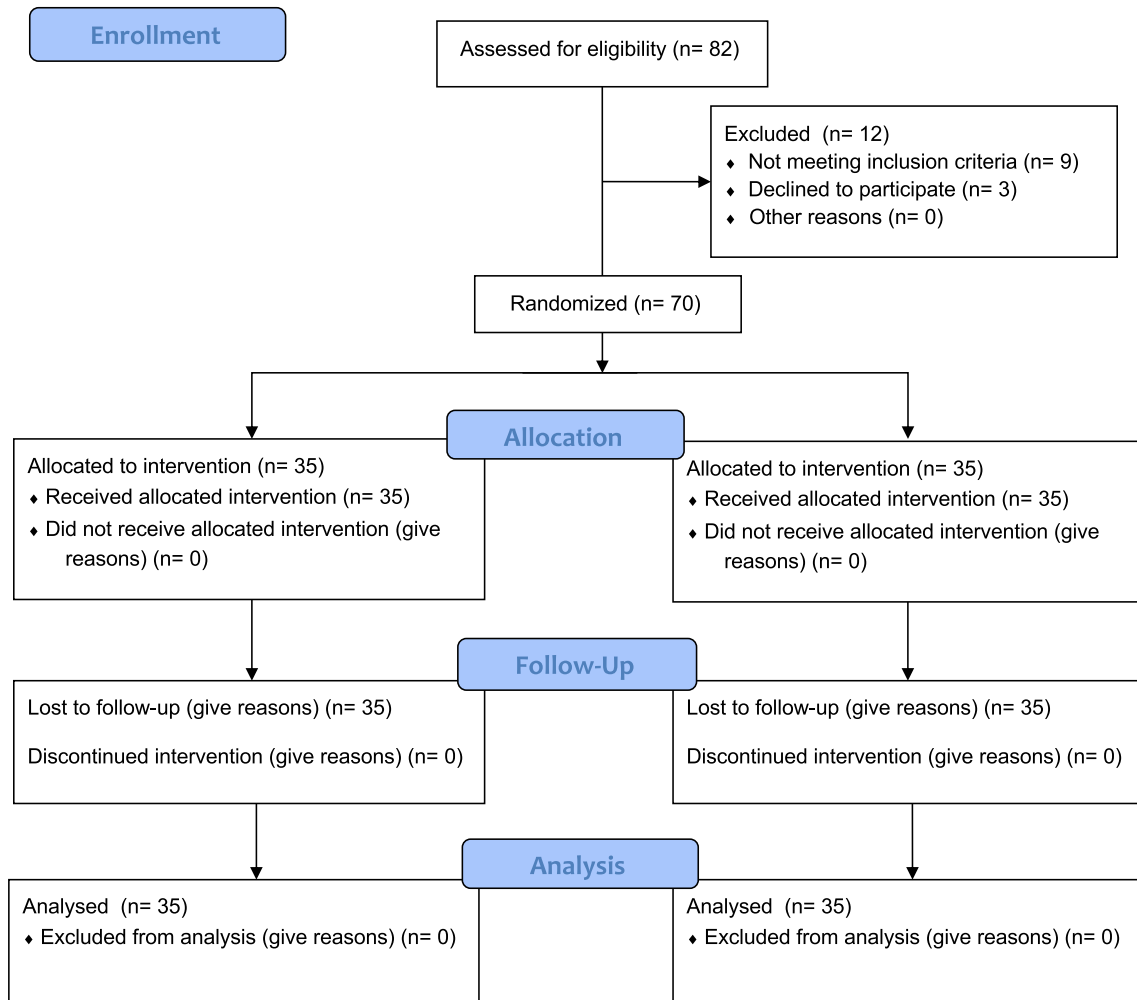 Enrollment
Assessed for eligibility (n= 82)
Excluded (n= 12)
♦ Not meeting inclusion criteria (n= 9)
♦ Declined to participate (n= 3)
♦ Other reasons (n= 0)
Randomized (n= 70)
Allocation
Allocated to intervention (n= 35)
♦ Received allocated intervention (n= 35)
♦ Did not receive allocated intervention (give
reasons) (n= 0)
Allocated to intervention (n= 35)
♦ Received allocated intervention (n= 35)
♦ Did not receive allocated intervention (give
reasons) (n= 0)
Follow-Up
Lost to follow-up (give reasons) (n= 35)
Discontinued intervention (give reasons) (n= 0)
Lost to follow-up (give reasons) (n= 35)
Discontinued intervention (give reasons) (n= 0)
Analysis
Analysed (n= 35)
♦ Excluded from analysis (give reasons) (n= 0)
Analysed (n= 35)
♦ Excluded from analysis (give reasons) (n= 0)